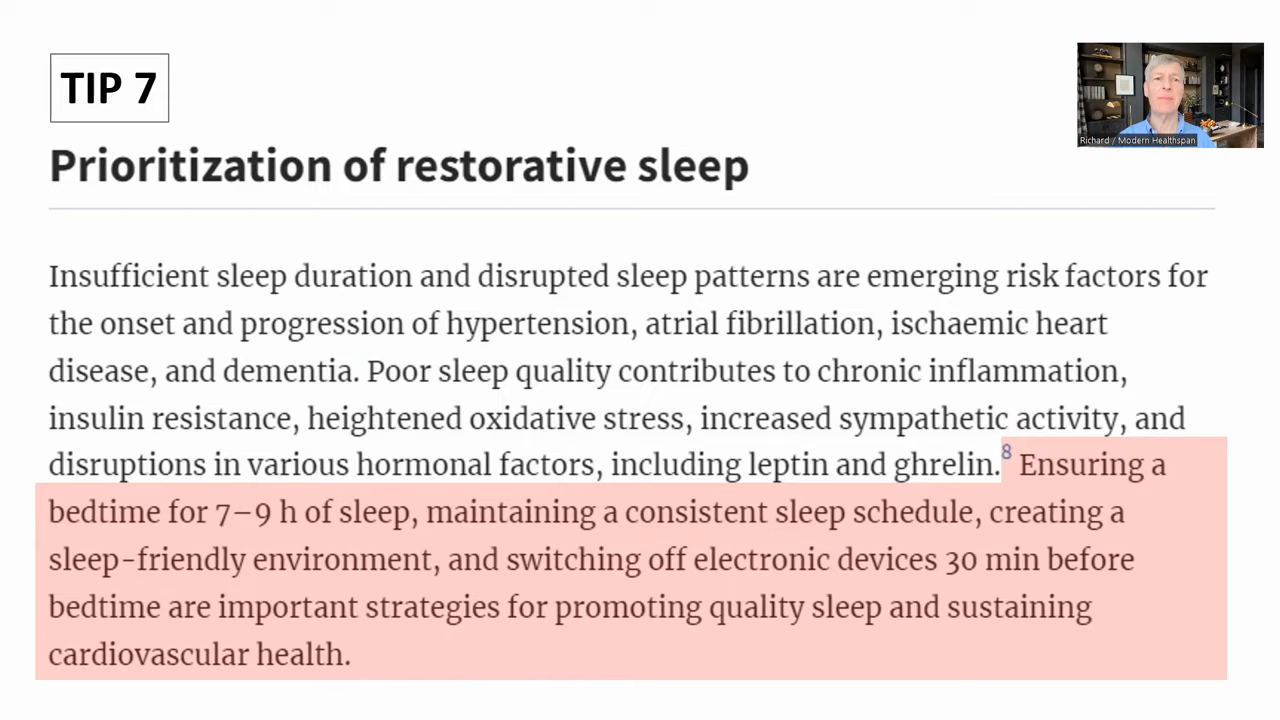 TIP 7
Richard / Modern Healthspan
Prioritization of restorative sleep
Insufficient sleep duration and disrupted sleep patterns are emerging risk factors for
the onset and progression of hypertension, atrial fibrillation, ischaemic heart
disease, and dementia. Poor sleep quality contributes to chronic inflammation,
insulin resistance, heightened oxidative stress, increased sympathetic activity, and
disruptions in various hormonal factors, including leptin and ghrelin.8 Ensuring a
bedtime for 7–9 h of sleep, maintaining a consistent sleep schedule, creating a
sleep-friendly environment, and switching off electronic devices 30 min before
bedtime are important strategies for promoting quality sleep and sustaining
cardiovascular health.